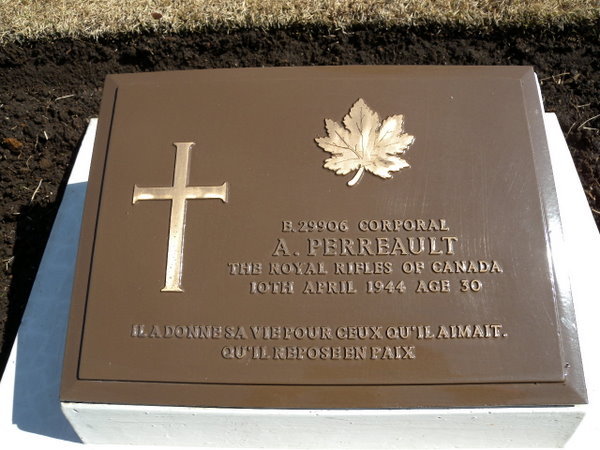 E.29906 CORPORAL
A. PERREAULT
THE ROYAL RIFLES OF CANADA
10TH APRIL 1944 AGE 30
IL A DONNE SA VIE POUR CEUX QU'IL AIMAIT.
QU'IL REPOSE EN PAIX